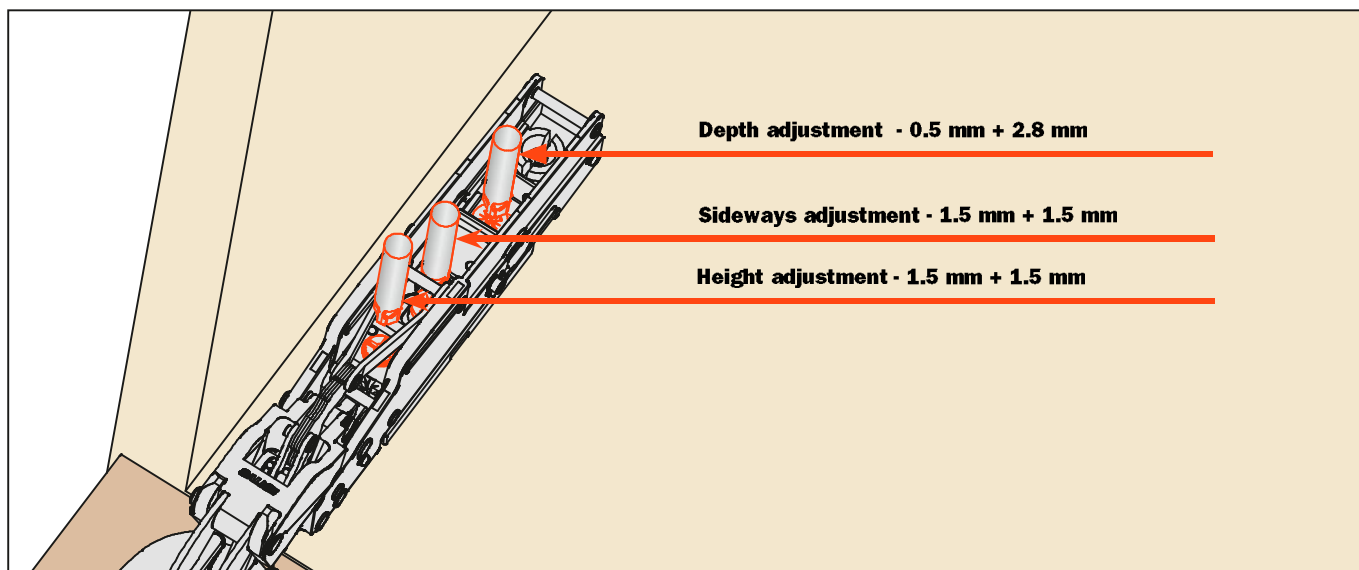 Depth adjustment - 0.5 mm + 2.8 mm
Sideways adjustment - 1.5 mm + 1.5 mm
Height adjustment - 1.5 mm + 1.5 mm